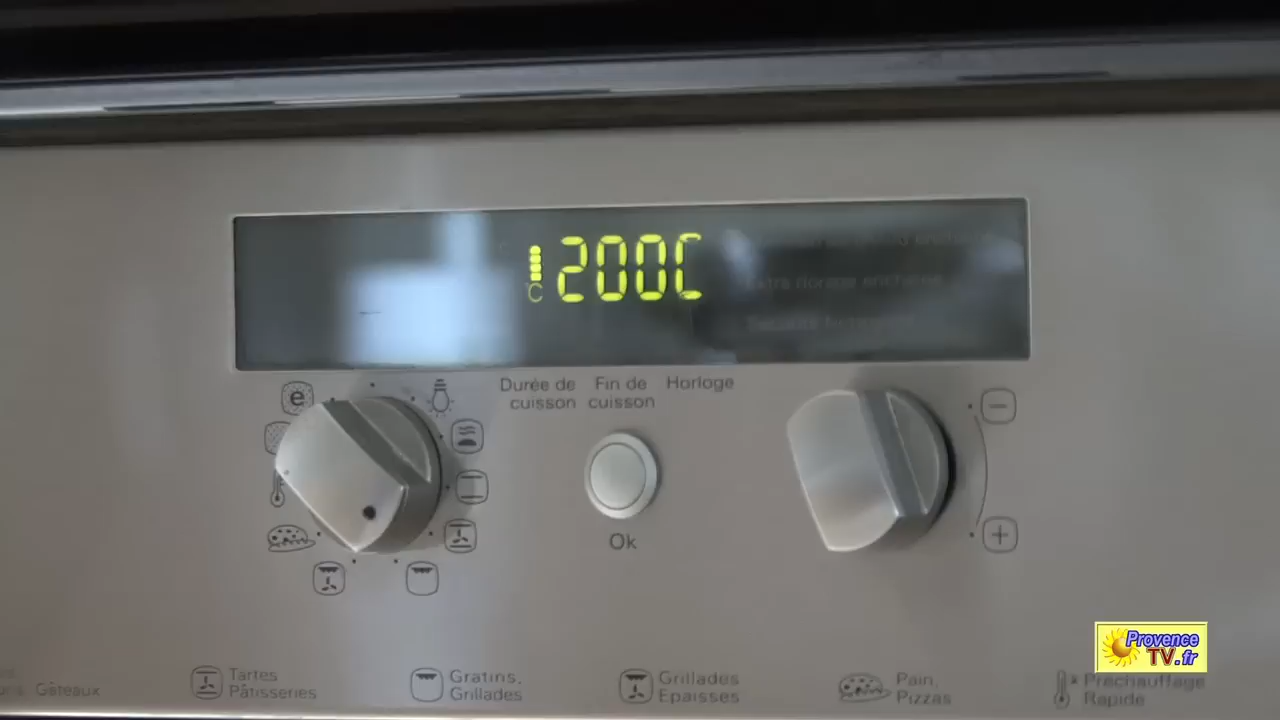 °C 200C
Durée de cuisson
Fin de cuisson
Horloge
e
−
+
Ok
Gâteaux
Tartes
Pâtisseries
Gratins.
Grillades
Grillades
Epaisses
Pain,
Pizzas
Préchauffage
Rapide
Provence
TV.fr